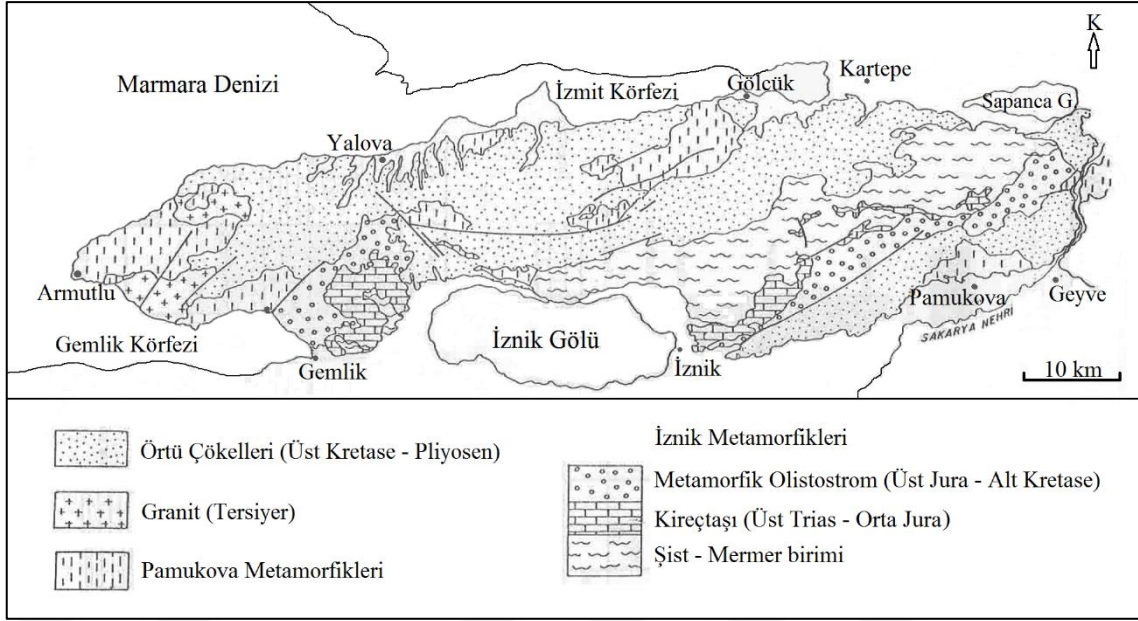 K
Marmara Denizi
İzmit Körfezi
Gölcük
Kartepe
Sapanca G.
Yalova
Armutlu
Gemlik Körfezi
Gemlik
İznik Gölü
İznik
Pamukova
Geyve
SAKARYA NEHRİ
10 km
Örtü Çökelleri (Üst Kretase - Pliyosen)
Granit (Tersiyer)
Pamukova Metamorfikleri
İznik Metamorfikleri
Metamorfik Olistostrom (Üst Jura - Alt Kretase)
Kireçtaşı (Üst Trias - Orta Jura)
Şist - Mermer birimi